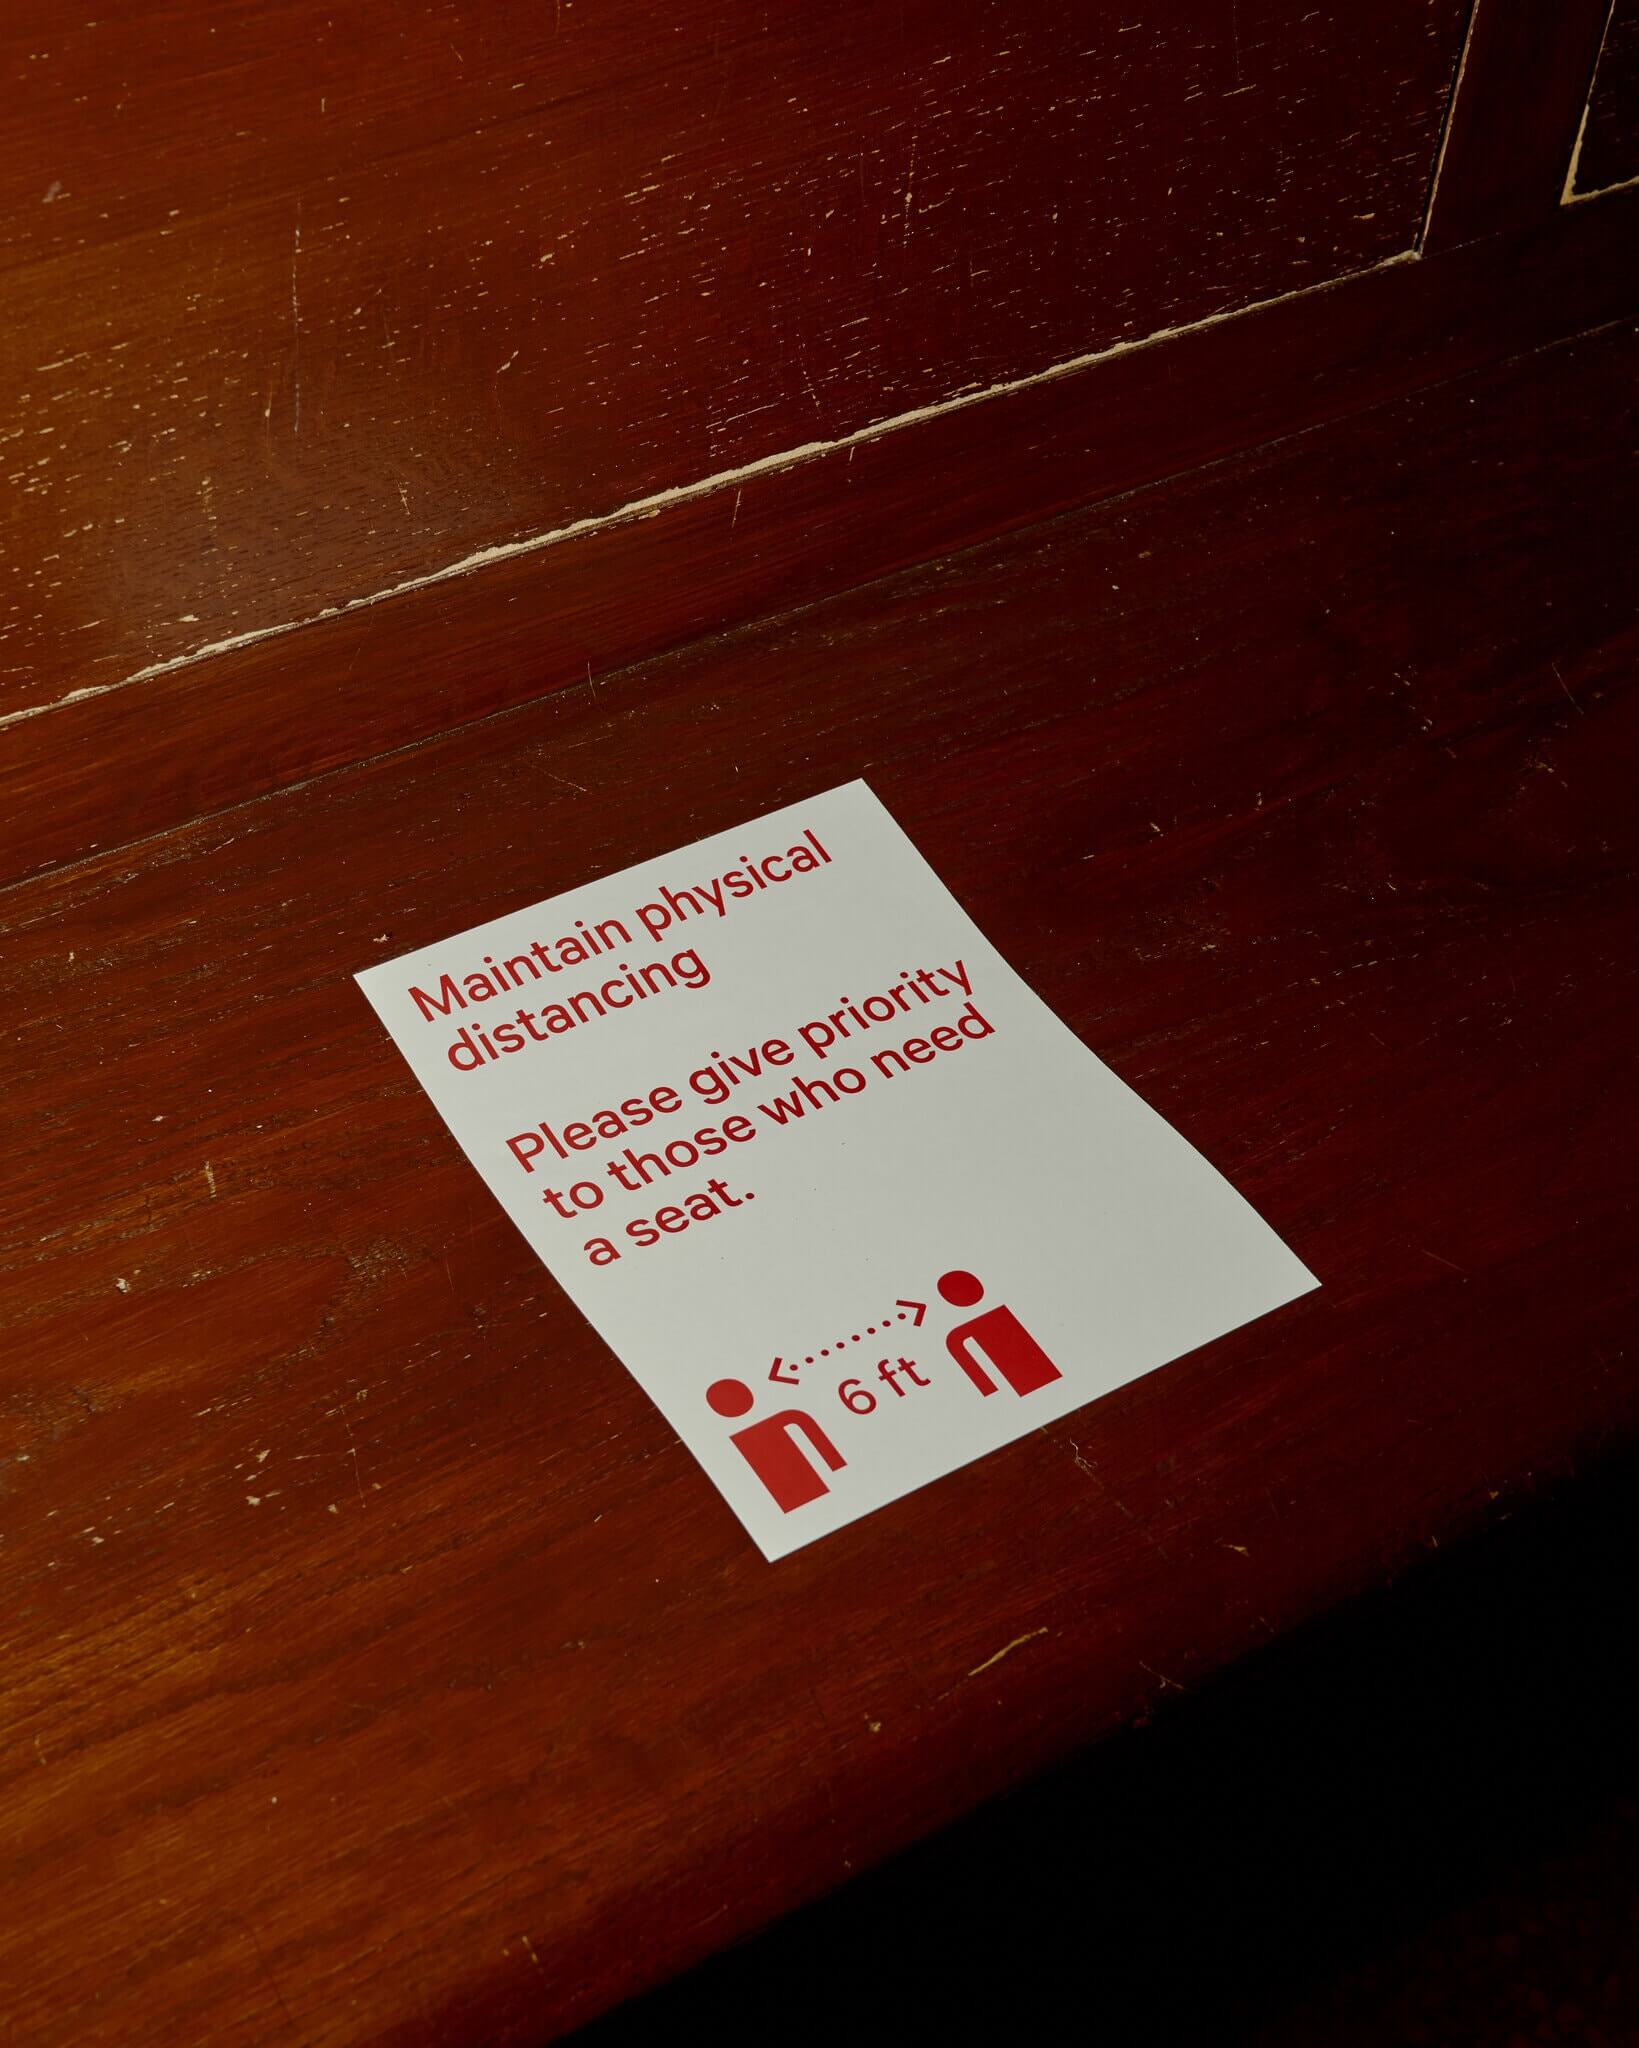 Maintain physical
distancing
Please give priority
to those who need
a seat.
6 ft